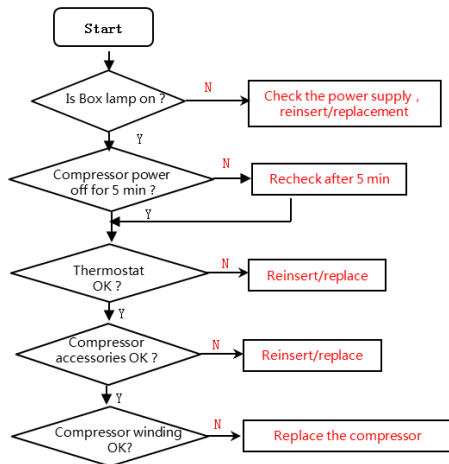 Start
Is Box lamp on ?
N
Check the power supply ,
reinsert/replacement
Y
Compressor power
off for 5 min ?
N
Recheck after 5 min
Y
Thermostat
OK ?
N
Reinsert/replace
Y
Compressor
accessories OK ?
N
Reinsert/replace
Y
Compressor winding
OK?
N
Replace the compressor